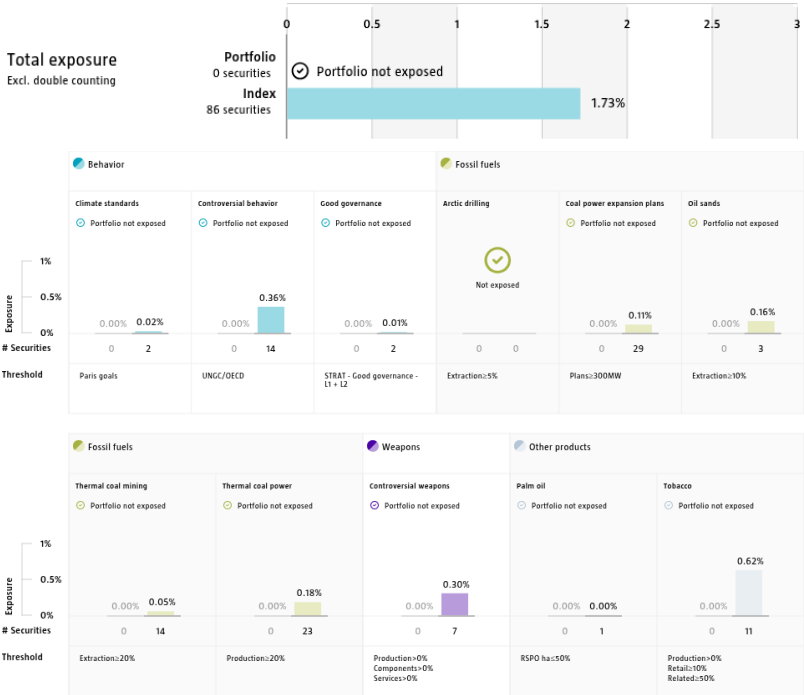 0 0.5 1 1.5 2 2.5 3
Total exposure
Excl. double counting
Portfolio
0 securities
Portfolio not exposed
Index
86 securities
1.73%
Behavior
Fossil fuels
Climate standards Controversial behavior Good governance Arctic drilling Coal power expansion plans Oil sands
Portfolio not exposed Portfolio not exposed Portfolio not exposed Portfolio not exposed Portfolio not exposed
Not exposed
Exposure
1%
0.5%
0%
0.00% 0.02% 0.00% 0.36% 0.00% 0.01% 0.00% 0.11% 0.00% 0.16%
# Securities 0 2 0 14 0 2 0 0 0 29 0 3
Threshold Paris goals UNGC/OECD STRAT - Good governance - Extraction≥5% Plans≥300MW Extraction≥10%
L1 + L2
Fossil fuels
Weapons
Other products
Thermal coal mining Thermal coal power Controversial weapons Palm oil Tobacco
Portfolio not exposed Portfolio not exposed Portfolio not exposed Portfolio not exposed Portfolio not exposed
Exposure
1%
0.5%
0%
0.00% 0.05% 0.00% 0.18% 0.00% 0.30% 0.00% 0.00% 0.00% 0.62%
# Securities 0 14 0 23 0 7 0 1 0 11
Threshold Extraction≥20% Production≥20% Production>0% RSPO ha≤50% Production>0%
Components>0% Retail≥10%
Services>0% Related≥50%